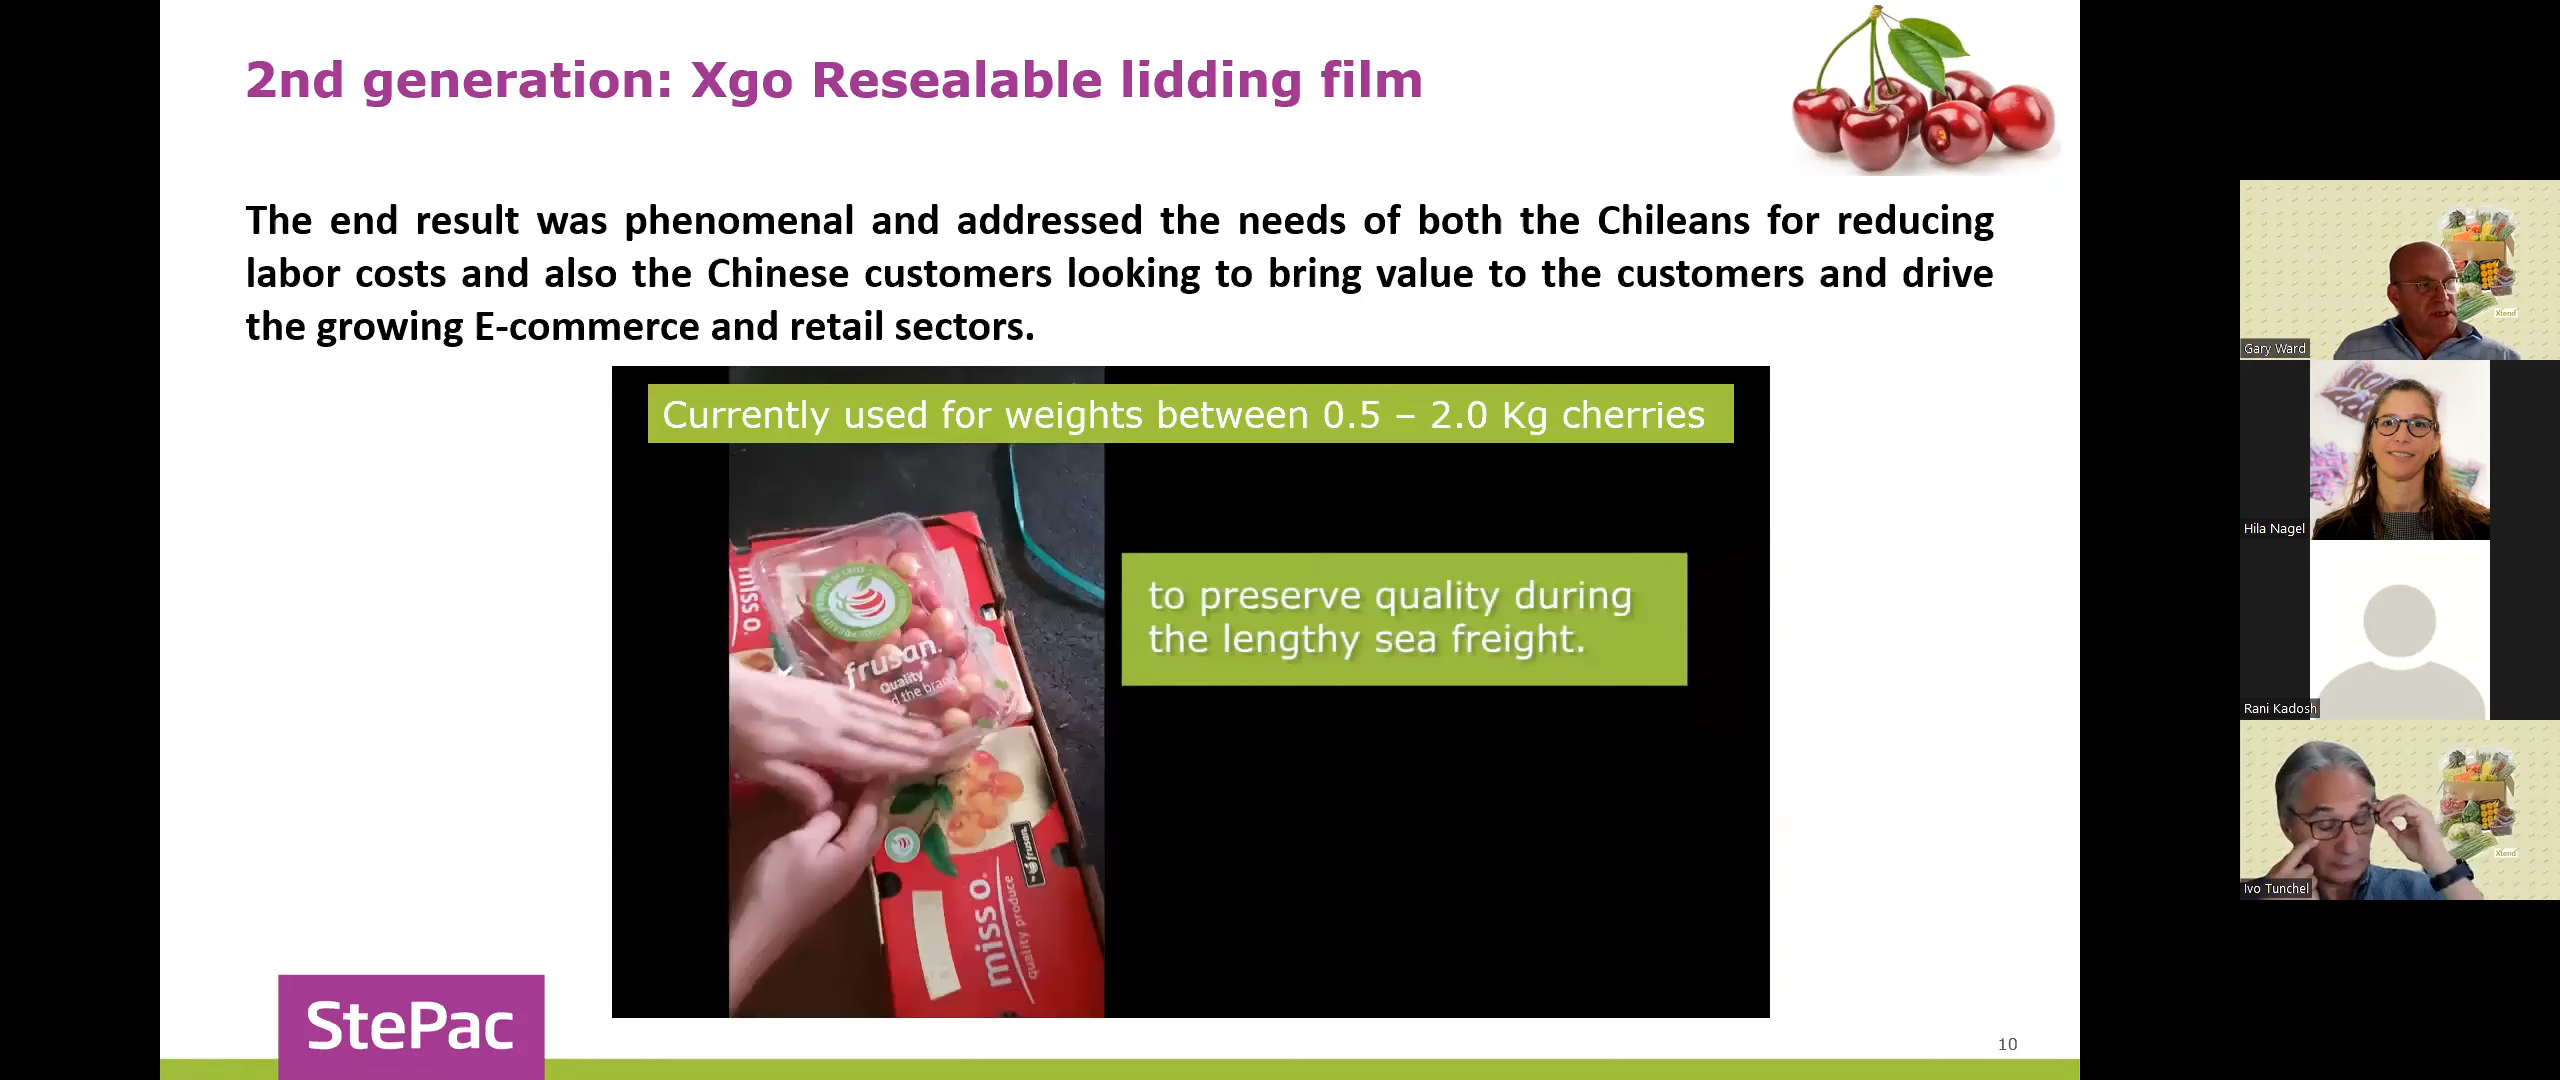 2nd generation: Xgo Resealable lidding film
The end result was phenomenal and addressed the needs of both the Chileans for reducing
labor costs and also the Chinese customers looking to bring value to the customers and drive
the growing E-commerce and retail sectors.
Currently used for weights between 0.5 – 2.0 Kg cherries
to preserve quality during
the lengthy sea freight.
miss o.
frusan.
Quality
d the bra
frusan.
miss o.
quality produce
StePac
10
Xtend
Gary Ward
Hila Nagel
Rani Kadosh
Xtend
Ivo Tunchel